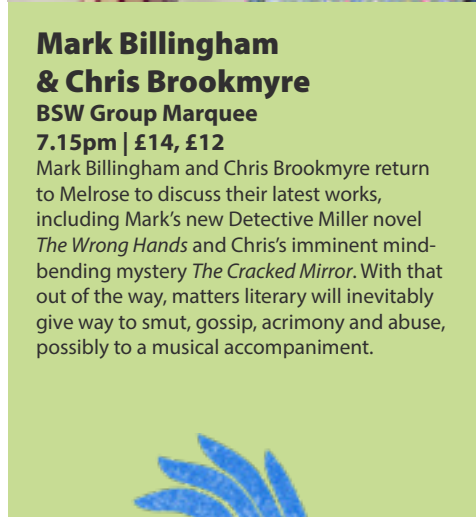 Mark Billingham
& Chris Brookmyre
BSW Group Marquee
7.15pm | £14, £12
Mark Billingham and Chris Brookmyre return
to Melrose to discuss their latest works,
including Mark's new Detective Miller novel
The Wrong Hands and Chris's imminent mind-
bending mystery The Cracked Mirror. With that
out of the way, matters literary will inevitably
give way to smut, gossip, acrimony and abuse,
possibly to a musical accompaniment.